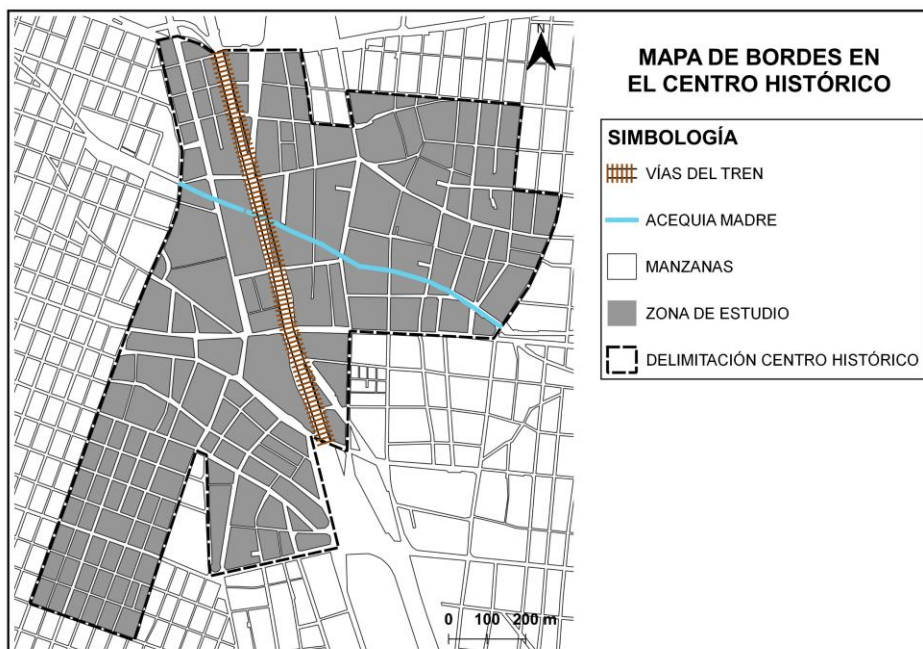 MAPA DE BORDES EN
EL CENTRO HISTÓRICO
SIMBOLOGÍA
VÍAS DEL TREN
ACEQUIA MADRE
MANZANAS
ZONA DE ESTUDIO
DELIMITACIÓN CENTRO HISTÓRICO
N
0 100 200 m